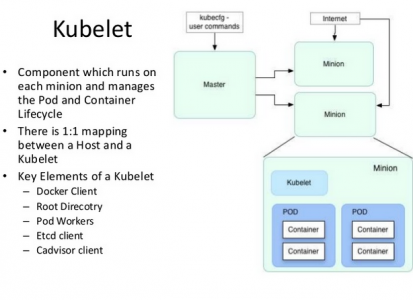 Kubelet
• Component which runs on
each minion and manages
the Pod and Container
Lifecycle
• There is 1:1 mapping
between a Host and a
Kubelet
• Key Elements of a Kubelet
– Docker Client
– Root Direcotry
– Pod Workers
– Etcd client
– Cadvisor client
kubecfg -
user commands
Internet
Master
Minion
Minion
Minion
Kubelet
POD
Container
Container
POD
Container
Container